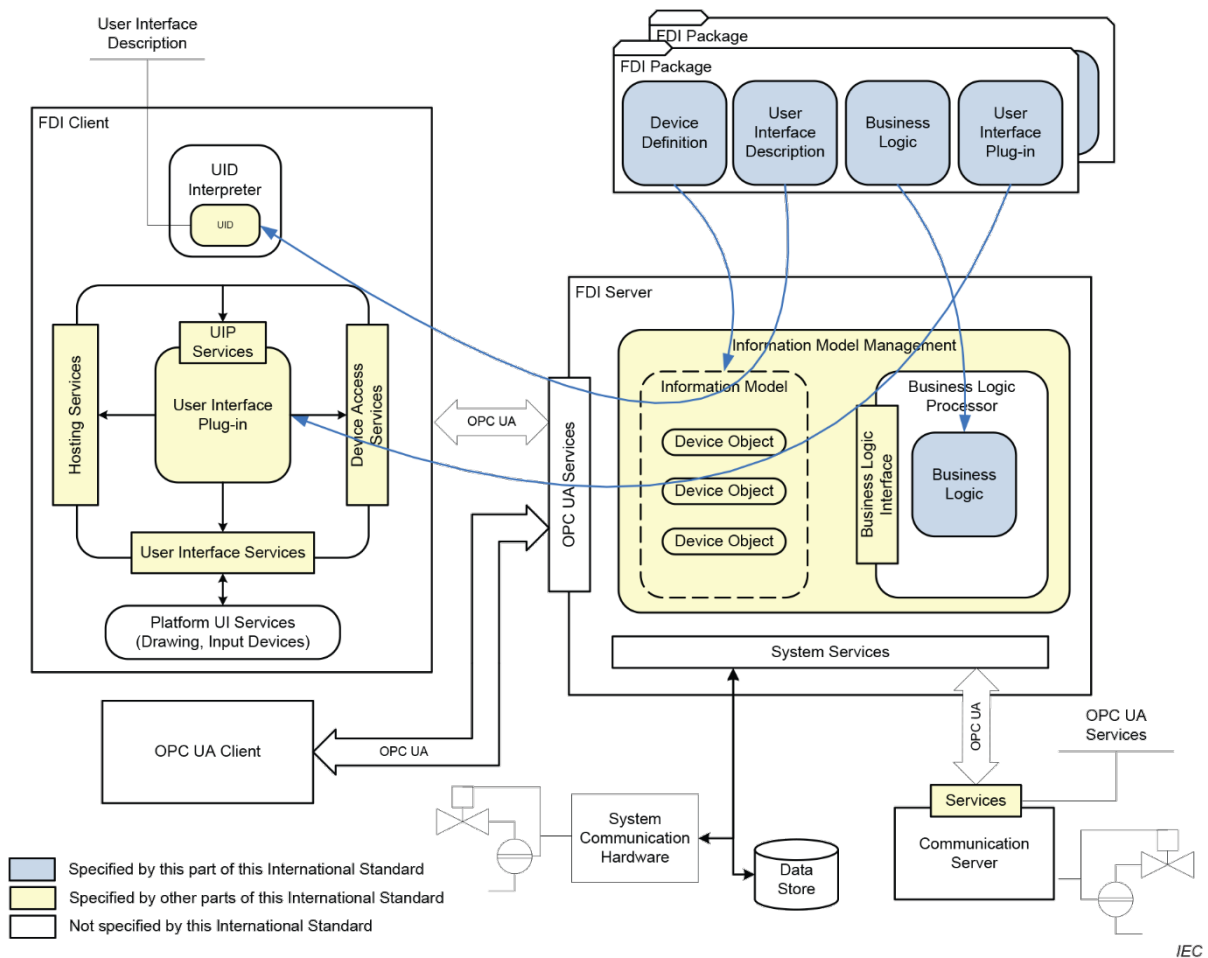 User Interface
Description
FDI Package
FDI Package
Device
Definition
User
Interface
Description
Business
Logic
User
Interface
Plug-in
FDI Client
UID
Interpreter
UID
UIP
Services
Hosting Services
User Interface
Plug-in
Device Access
Services
User Interface Services
Platform UI Services
(Drawing, Input Devices)
OPC UA
FDI Server
OPC UA Services
Information Model Management
Information Model
Device Object
Device Object
Device Object
Business Logic
Processor
Business Logic
Interface
Business
Logic
System Services
OPC UA Client
OPC UA
OPC UA
OPC UA
Services
Services
Communication
Server
System
Communication
Hardware
Data
Store
Specified by this part of this International Standard
Specified by other parts of this International Standard
Not specified by this International Standard
IEC